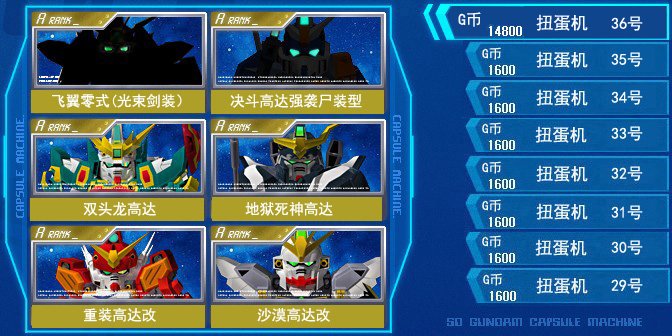 A RANK_
A RANK_
飞翼零式(光束剑装)
决斗高达强袭尸装型
A RANK_
A RANK_
双头龙高达
地狱死神高达
A RANK_
A RANK_
重装高达改
沙漠高达改
CAPSULE MACHINE
CAPSULE MACHINE
G币
14800
扭蛋机
36号
G币
1600
扭蛋机
35号
G币
1600
扭蛋机
34号
G币
1600
扭蛋机
33号
G币
1600
扭蛋机
32号
G币
1600
扭蛋机
31号
G币
1600
扭蛋机
30号
G币
1600
扭蛋机
29号
SD GUNDAM CAPSULE MACHINE